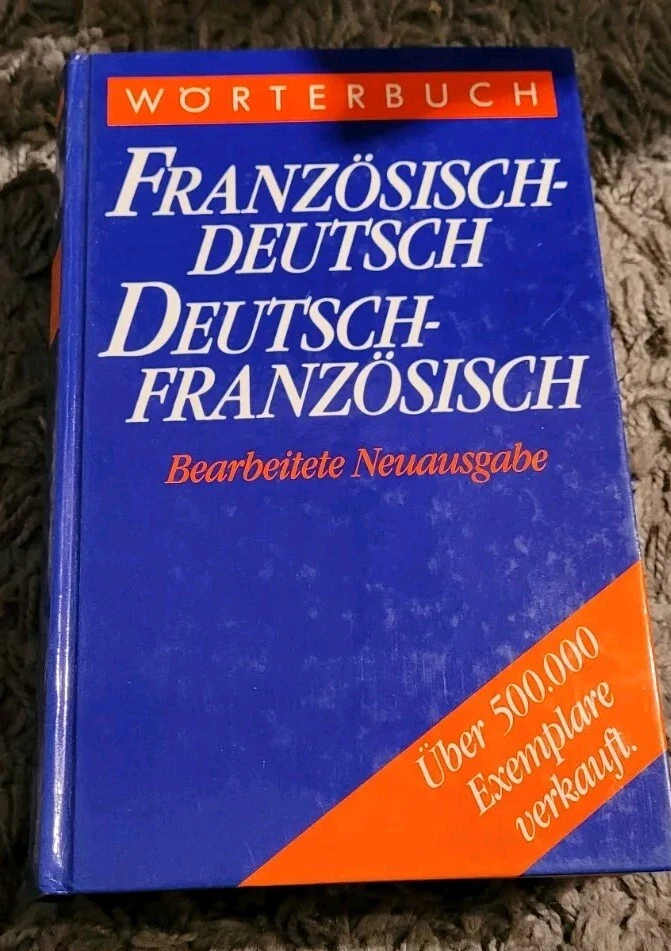 WÖRTERBUCH
FRANZÖSISCH-
DEUTSCH
DEUTSCH-
FRANZÖSISCH
Bearbeitete Neuausgabe
Über 500.000
Exemplare
verkauft.